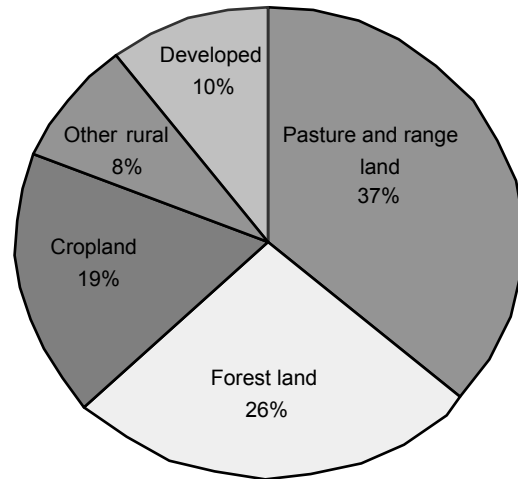 Developed
10%
Pasture and range
land
37%
Other rural
8%
Cropland
19%
Forest land
26%